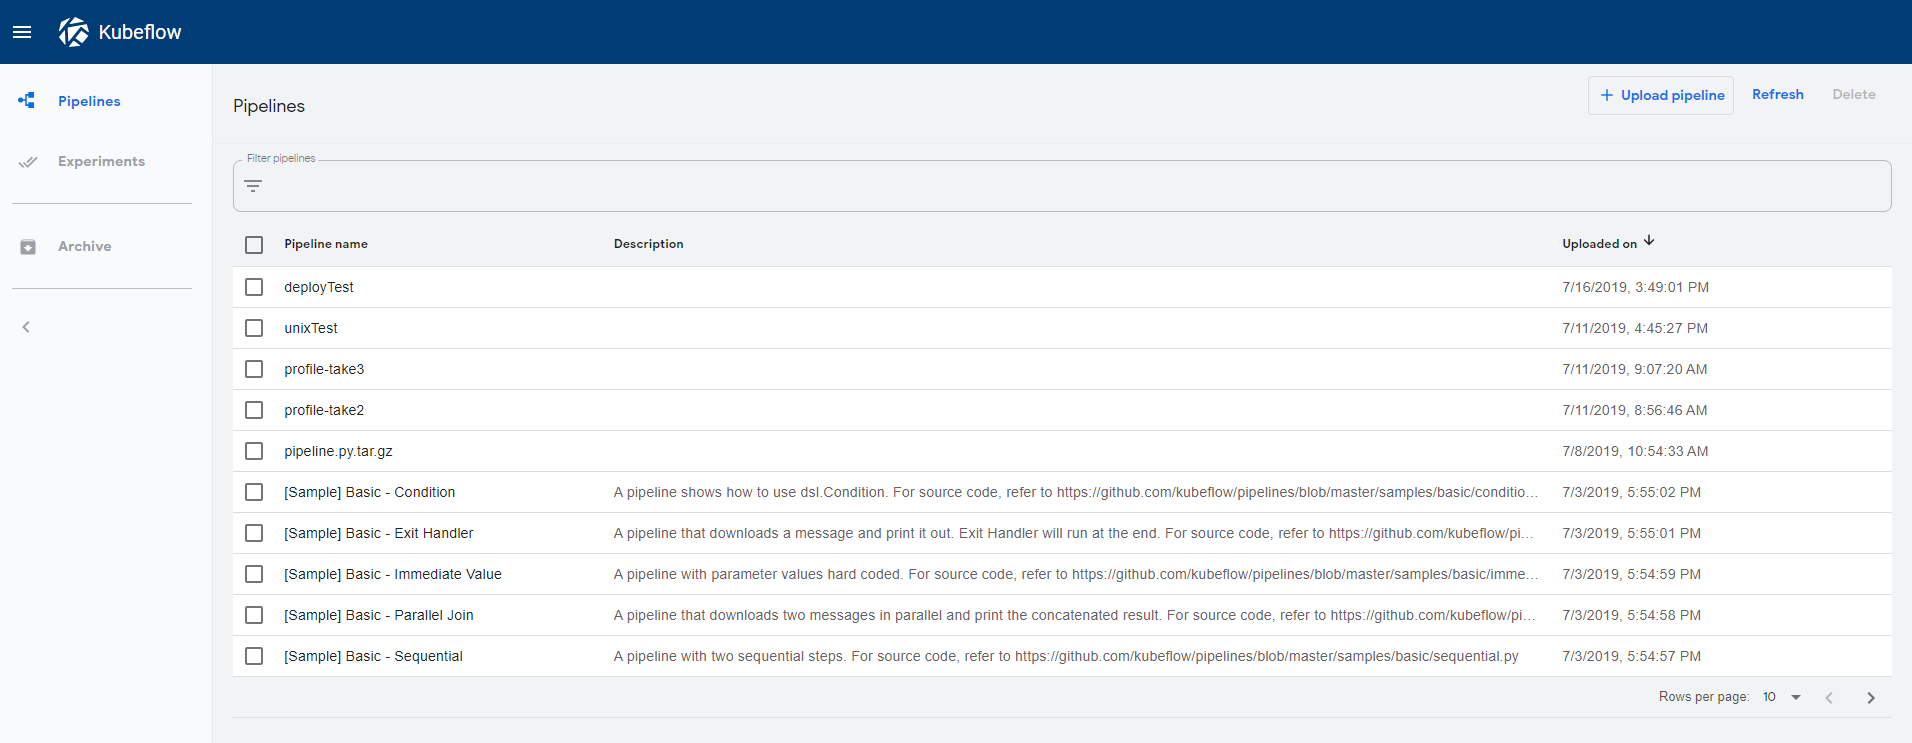 Kubeflow
Pipelines
Experiments
Archive
Pipelines
+ Upload pipeline Refresh Delete
Filter pipelines
Pipeline name Description Uploaded on
deployTest 7/16/2019, 3:49:01 PM
unixTest 7/11/2019, 4:45:27 PM
profile-take3 7/11/2019, 9:07:20 AM
profile-take2 7/11/2019, 8:56:46 AM
pipeline.py.tar.gz 7/8/2019, 10:54:33 AM
[Sample] Basic - Condition A pipeline shows how to use dsl.Condition. For source code, refer to https://github.com/kubeflow/pipelines/blob/master/samples/basic/conditio... 7/3/2019, 5:55:02 PM
[Sample] Basic - Exit Handler A pipeline that downloads a message and print it out. Exit Handler will run at the end. For source code, refer to https://github.com/kubeflow/pi... 7/3/2019, 5:55:01 PM
[Sample] Basic - Immediate Value A pipeline with parameter values hard coded. For source code, refer to https://github.com/kubeflow/pipelines/blob/master/samples/basic/imme... 7/3/2019, 5:54:59 PM
[Sample] Basic - Parallel Join A pipeline that downloads two messages in parallel and print the concatenated result. For source code, refer to https://github.com/kubeflow/pi... 7/3/2019, 5:54:58 PM
[Sample] Basic - Sequential A pipeline with two sequential steps. For source code, refer to https://github.com/kubeflow/pipelines/blob/master/samples/basic/sequential.py 7/3/2019, 5:54:57 PM
Rows per page: 10